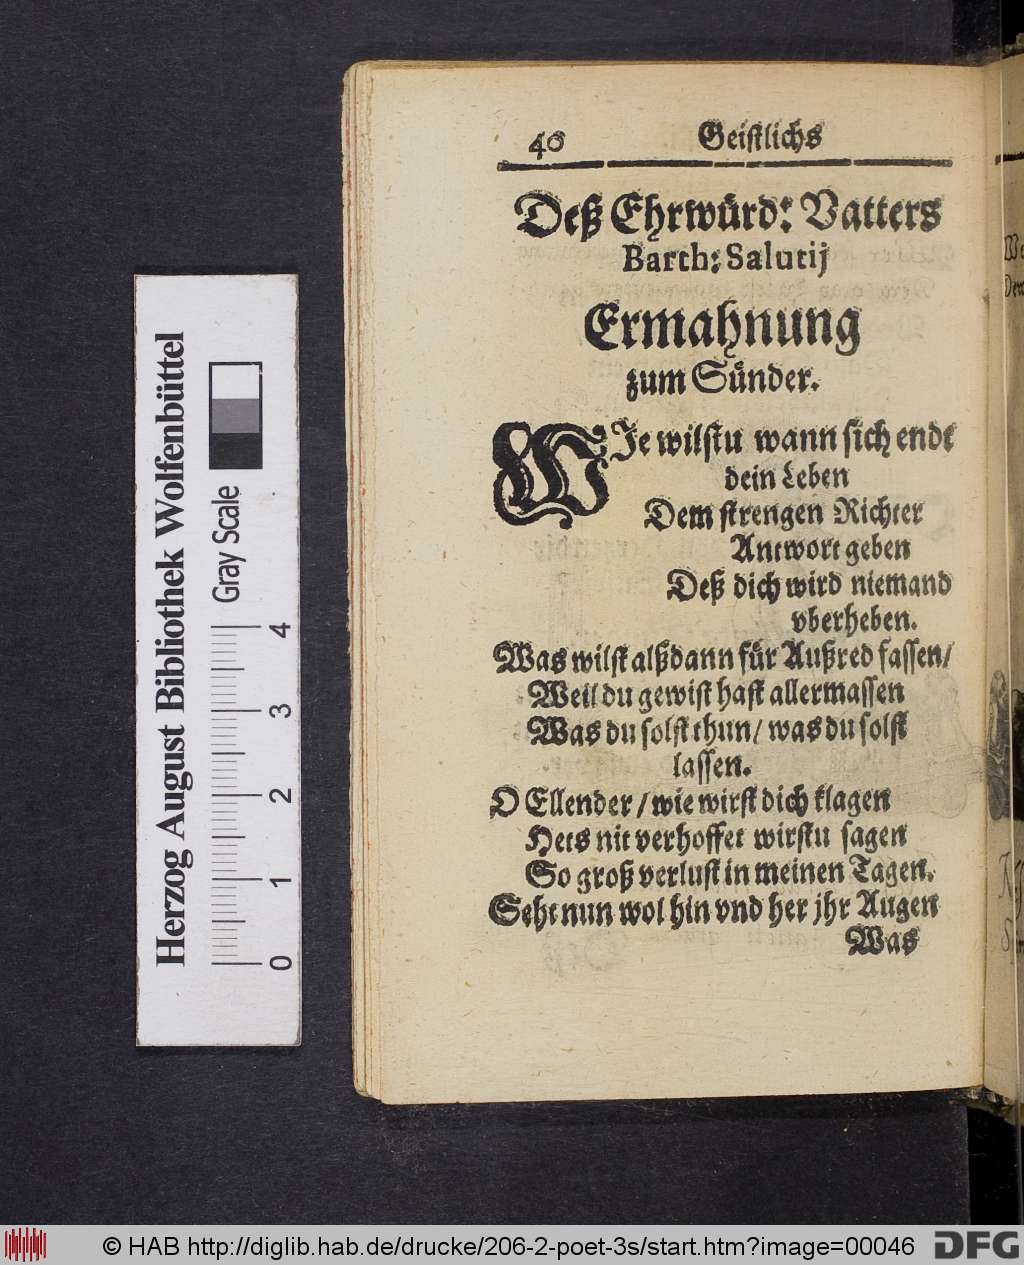 40 Geistlichs
Deß Ehrwürd: Vatters
Barth: Salutij
Ermahnung
zum Sünder.
WJe wilstu wann sich endt
dein Leben
Dem strengen Richter
Antwort geben
Deß dich wird niemand
vberheben.
Was wilst alßdann für Außred fassen/
Weil du gewist hast allermassen
Was du solst thun/ was du solst
lassen.
O Ellender/ wie wirst dich klagen
Hets nit verhoffet wirstu sagen
So groß verlust in meinen Tagen.
Seht nun wol hin vnd her jhr Augen
Was
Herzog August Bibliothek Wolfenbüttel
Gray Scale
0 1 2 3 4
© HAB http://diglib.hab.de/drucke/206-2-poet-3s/start.htm?image=00046
DFG